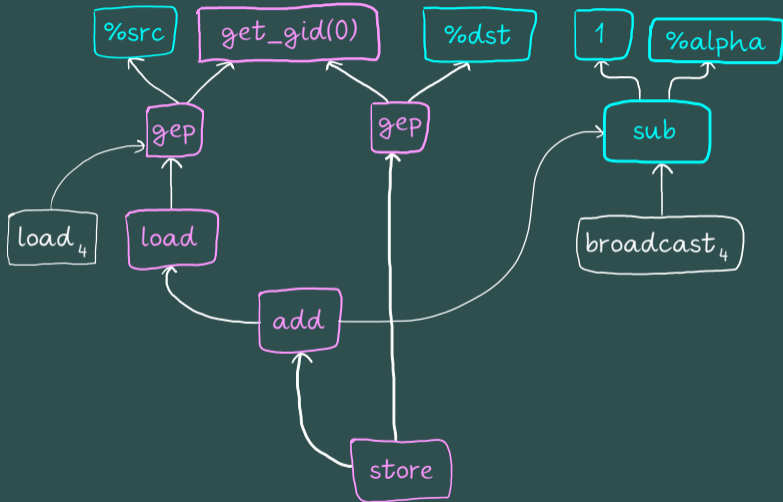 %src
get_gid(0)
%dst
1
%alpha
gep
gep
sub
load₄
load
broadcast₄
add
store